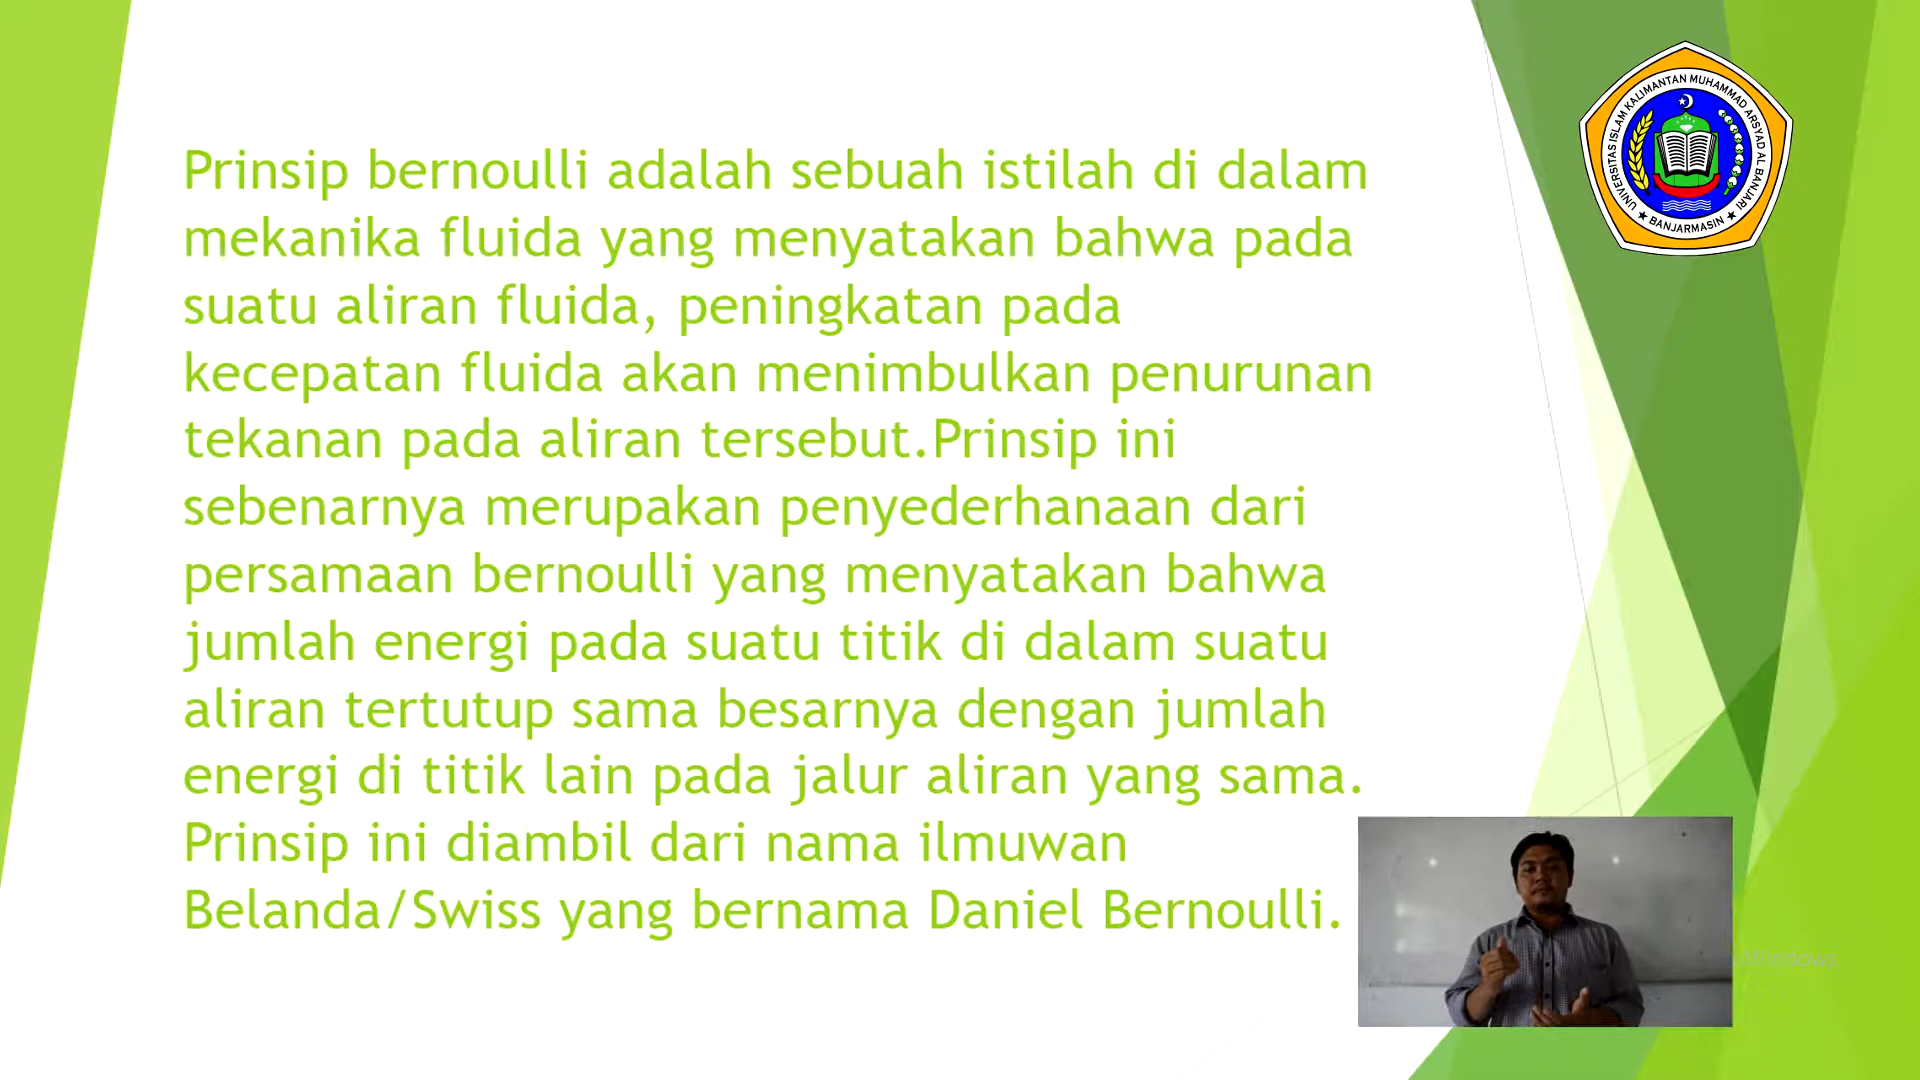 Prinsip bernoulli adalah sebuah istilah di dalam
mekanika fluida yang menyatakan bahwa pada
suatu aliran fluida, peningkatan pada
kecepatan fluida akan menimbulkan penurunan
tekanan pada aliran tersebut.Prinsip ini
sebenarnya merupakan penyederhanaan dari
persamaan bernoulli yang menyatakan bahwa
jumlah energi pada suatu titik di dalam suatu
aliran tertutup sama besarnya dengan jumlah
energi di titik lain pada jalur aliran yang sama.
Prinsip ini diambil dari nama ilmuwan
Belanda/Swiss yang bernama Daniel Bernoulli.
UNIVERSITAS ISLAM KALIMANTAN MUHAMMAD ARSYAD AL BANJARI
★ BANJARMASIN ★
Windows